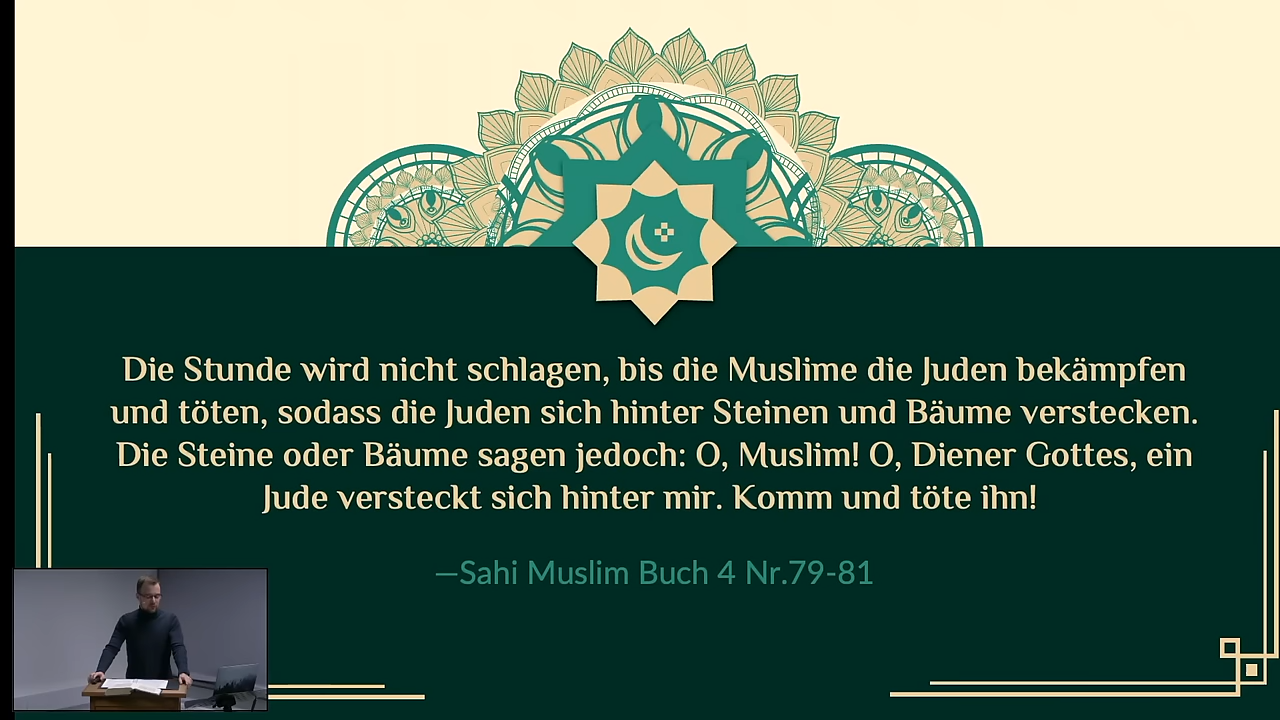 Die Stunde wird nicht schlagen, bis die Muslime die Juden bekämpfen
und töten, sodass die Juden sich hinter Steinen und Bäume verstecken.
Die Steine oder Bäume sagen jedoch: O, Muslim! O, Diener Gottes, ein
Jude versteckt sich hinter mir. Komm und töte ihn!
—Sahi Muslim Buch 4 Nr.79-81